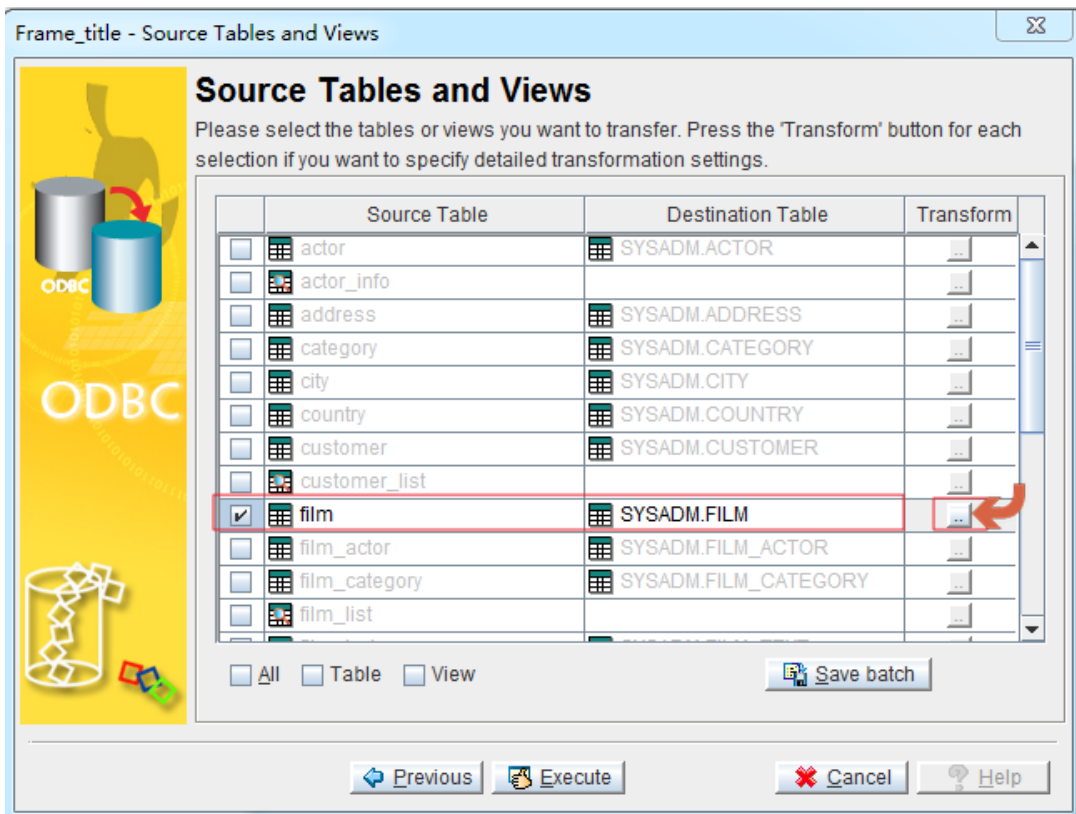 Frame_title - Source Tables and Views
Source Tables and Views
Please select the tables or views you want to transfer. Press the 'Transform' button for each
selection if you want to specify detailed transformation settings.
Source Table Destination Table Transform
actor SYSADM.ACTOR ..
actor_info ..
address SYSADM.ADDRESS ..
category SYSADM.CATEGORY ..
city SYSADM.CITY ..
country SYSADM.COUNTRY ..
customer SYSADM.CUSTOMER ..
customer_list ..
film SYSADM.FILM ..
film_actor SYSADM.FILM_ACTOR ..
film_category SYSADM.FILM_CATEGORY ..
film_list ..
ODBC
ODBC
All Table View Save batch
Previous Execute Cancel Help